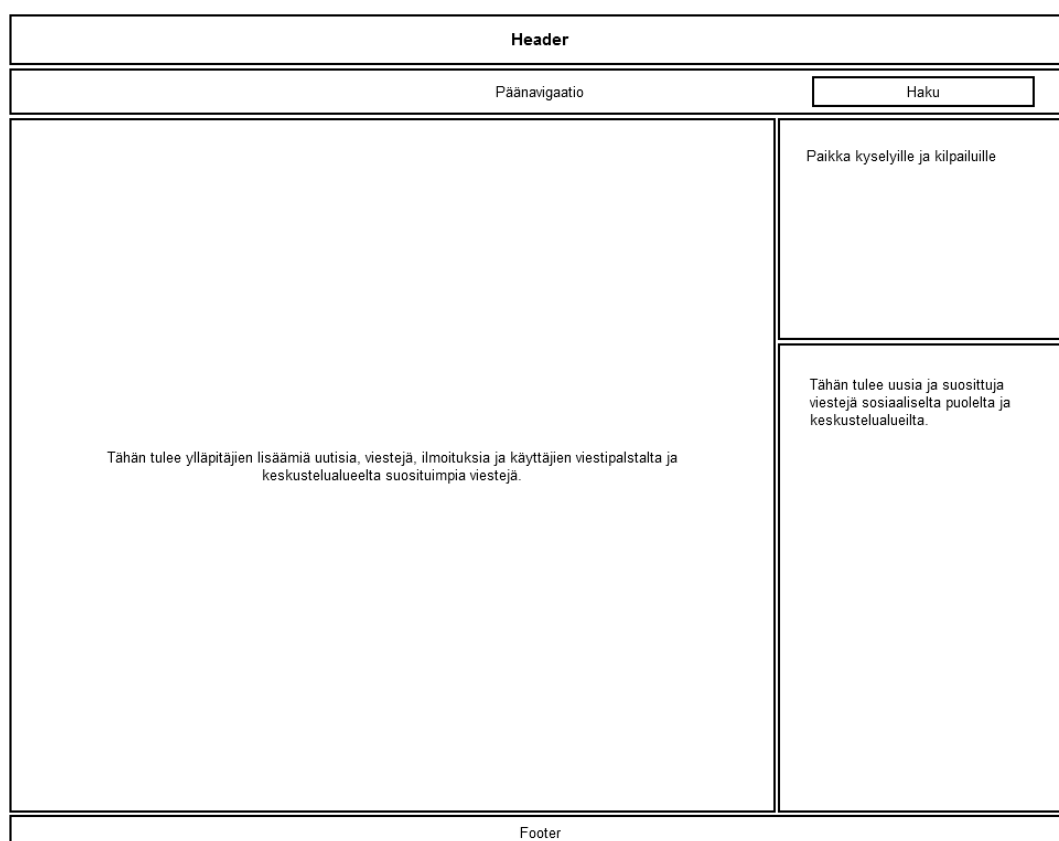 Header
Päänavigaatio
Haku
Paikka kyselyille ja kilpailuille
Tähän tulee ylläpitäjien lisäämiä uutisia, viestejä, ilmoituksia ja käyttäjien viestipalstalta ja
keskustelualueelta suosituimpia viestejä.
Tähän tulee uusia ja suosittuja
viestejä sosiaaliselta puolelta ja
keskustelualueilta.
Footer